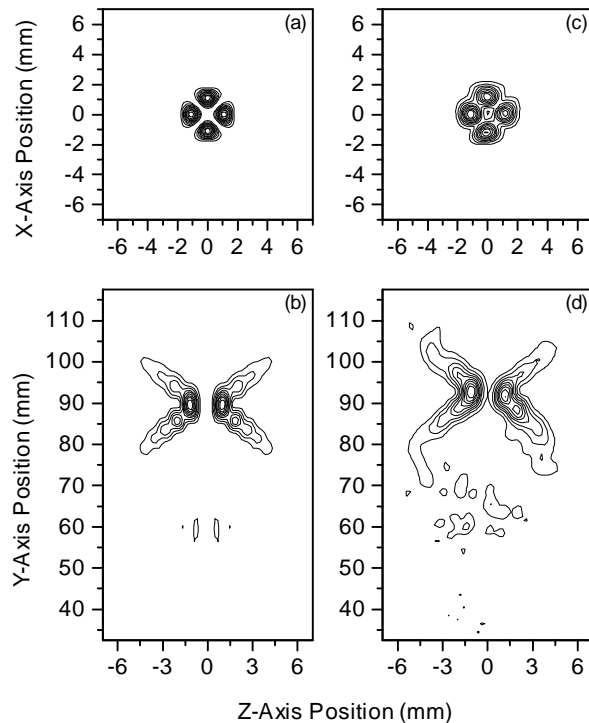 (a)
(c)
6
4
2
0
-2
-4
-6
X-Axis Position (mm)
-6 -4 -2 0 2 4 6
-6 -4 -2 0 2 4 6
(b)
(d)
110
100
90
80
70
60
50
40
Y-Axis Position (mm)
-6 -3 0 3 6
-6 -3 0 3 6
Z-Axis Position (mm)